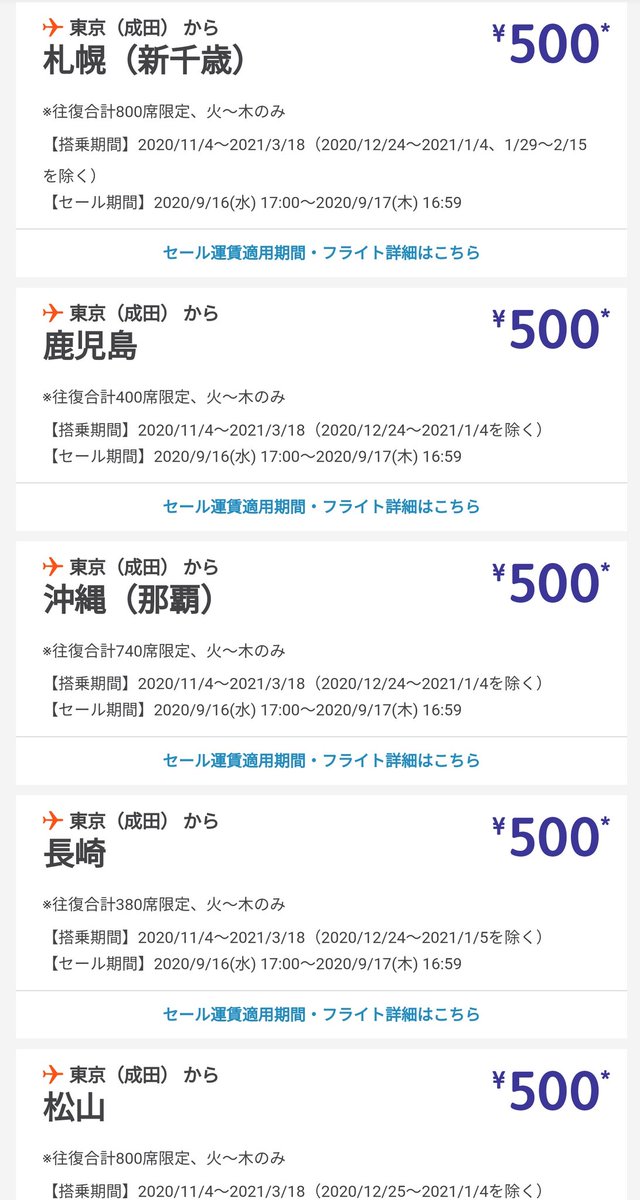 東京（成田） から
札幌（新千歳）
¥500*
※往復合計800席限定、火〜木のみ
【搭乗期間】2020/11/4〜2021/3/18（2020/12/24〜2021/1/4、1/29〜2/15
を除く）
【セール期間】2020/9/16(水) 17:00〜2020/9/17(木) 16:59
セール運賃適用期間・フライト詳細はこちら
東京（成田） から
鹿児島
¥500*
※往復合計400席限定、火〜木のみ
【搭乗期間】2020/11/4〜2021/3/18（2020/12/24〜2021/1/4を除く）
【セール期間】2020/9/16(水) 17:00〜2020/9/17(木) 16:59
セール運賃適用期間・フライト詳細はこちら
東京（成田） から
沖縄（那覇）
¥500*
※往復合計740席限定、火〜木のみ
【搭乗期間】2020/11/4〜2021/3/18（2020/12/24〜2021/1/4を除く）
【セール期間】2020/9/16(水) 17:00〜2020/9/17(木) 16:59
セール運賃適用期間・フライト詳細はこちら
東京（成田） から
長崎
¥500*
※往復合計380席限定、火〜木のみ
【搭乗期間】2020/11/4〜2021/3/18（2020/12/24〜2021/1/5を除く）
【セール期間】2020/9/16(水) 17:00〜2020/9/17(木) 16:59
セール運賃適用期間・フライト詳細はこちら
東京（成田） から
松山
¥500*
※往復合計800席限定、火〜木のみ
【搭乗期間】2020/11/4〜2021/3/18（2020/12/25〜2021/1/4を除く）